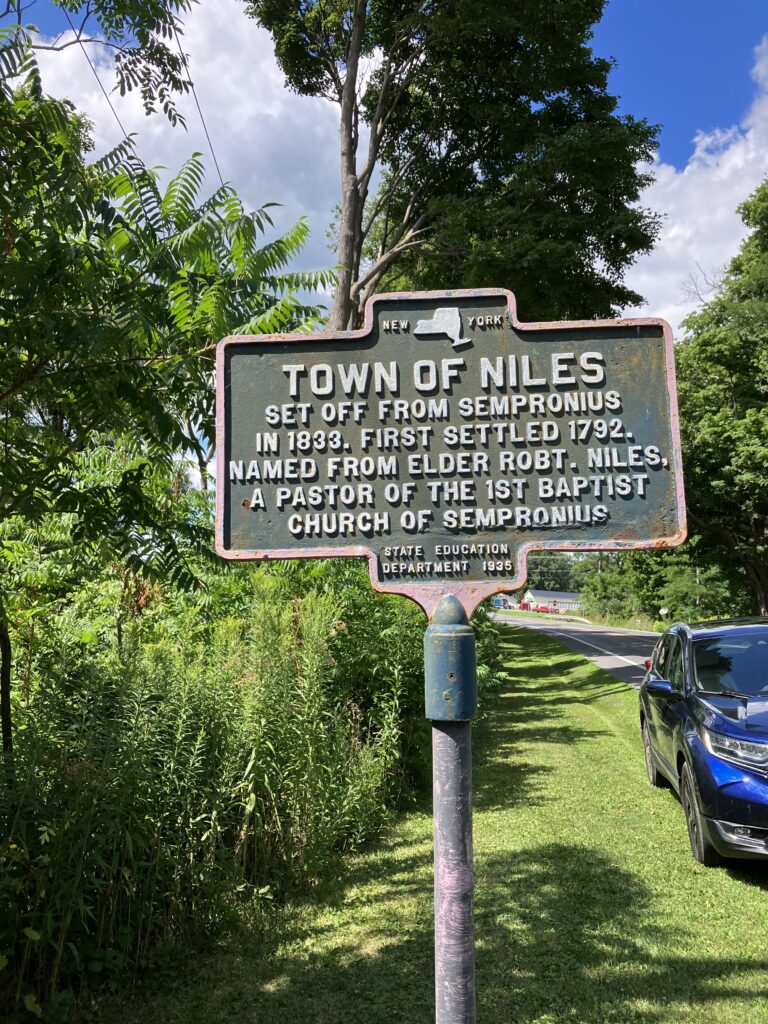 NEW YORK
TOWN OF NILES
SET OFF FROM SEMPRONIUS
IN 1833. FIRST SETTLED 1792.
NAMED FROM ELDER ROBT. NILES,
A PASTOR OF THE 1ST BAPTIST
CHURCH OF SEMPRONIUS
STATE EDUCATION
DEPARTMENT 1935